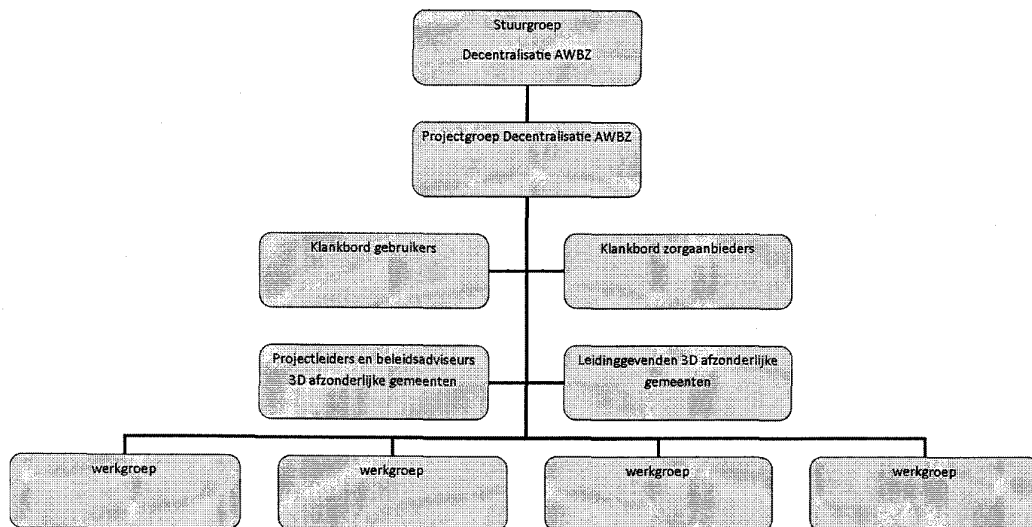 Stuurgroep
Decentralisatie AWBZ
Projectgroep Decentralisatie AWBZ
Klankbord gebruikers
Klankbord zorgaanbieders
Projectleiders en beleidsadviseurs
3D afzonderlijke gemeenten
Leidinggevenden 3D afzonderlijke
gemeenten
werkgroep
werkgroep
werkgroep
werkgroep